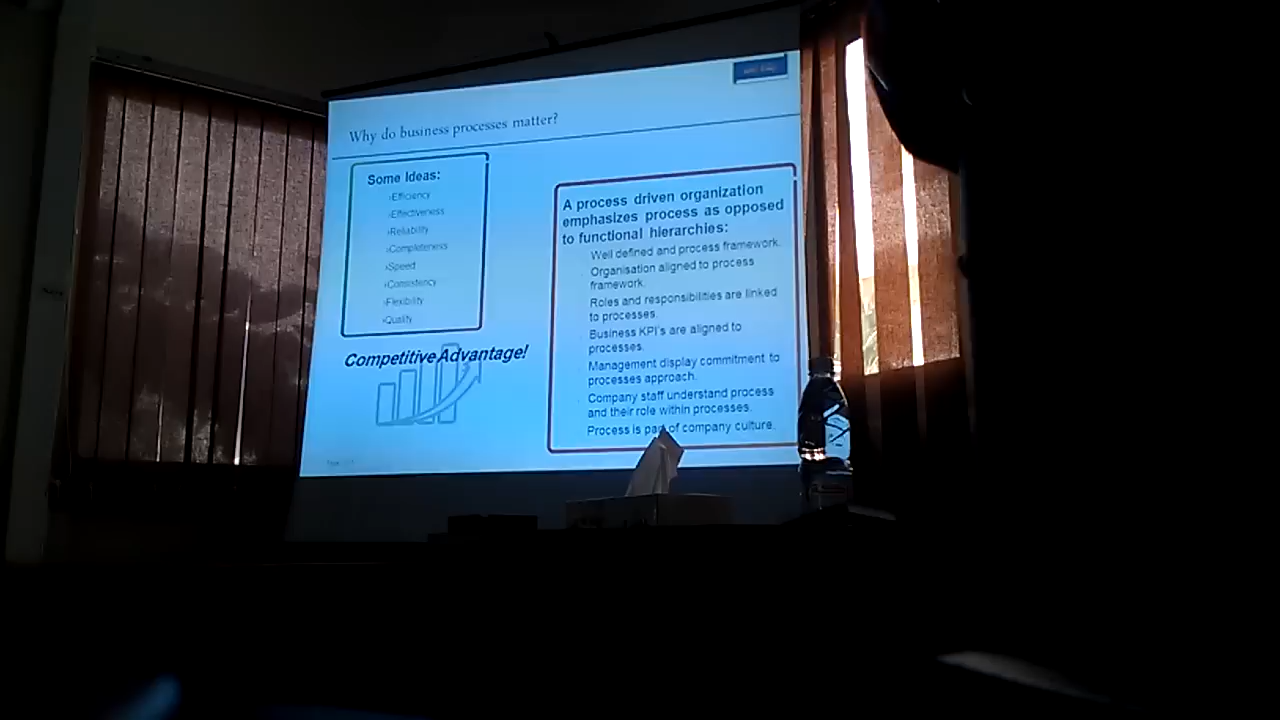 Why do business processes matter?
Some Ideas:
›Efficiency
›Effectiveness
›Reliability
›Completeness
›Speed
›Consistency
›Flexibility
›Quality
Competitive Advantage!
A process driven organization
emphasizes process as opposed
to functional hierarchies:
Well defined and process framework.
Organisation aligned to process
framework.
Roles and responsibilities are linked
to processes.
Business KPI's are aligned to
processes.
Management display commitment to
processes approach.
Company staff understand process
and their role within processes.
Process is part of company culture.
Page